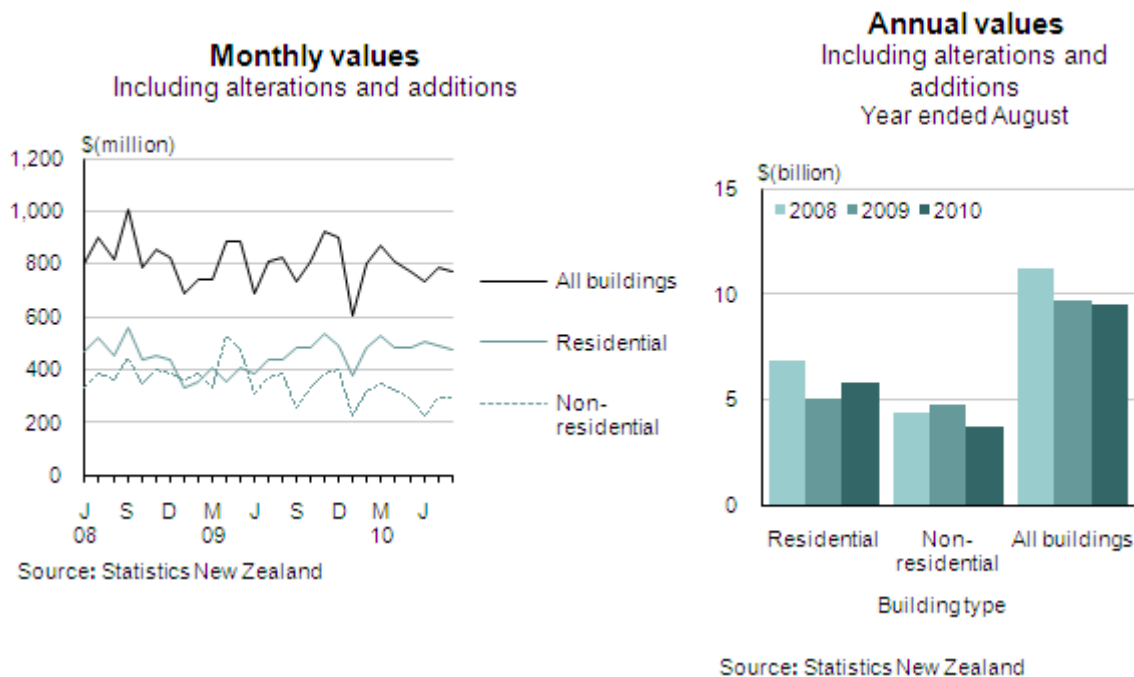 Monthly values
Including alterations and additions
$(million)
1,200
1,000
800
600
400
200
0
J S D M J S D M J
08 09 10
All buildings
Residential
Non-
residential
Source: Statistics New Zealand
Annual values
Including alterations and
additions
Year ended August
$(billion)
15
10
5
0
2008 2009 2010
Residential Non- All buildings
residential
Building type
Source: Statistics New Zealand